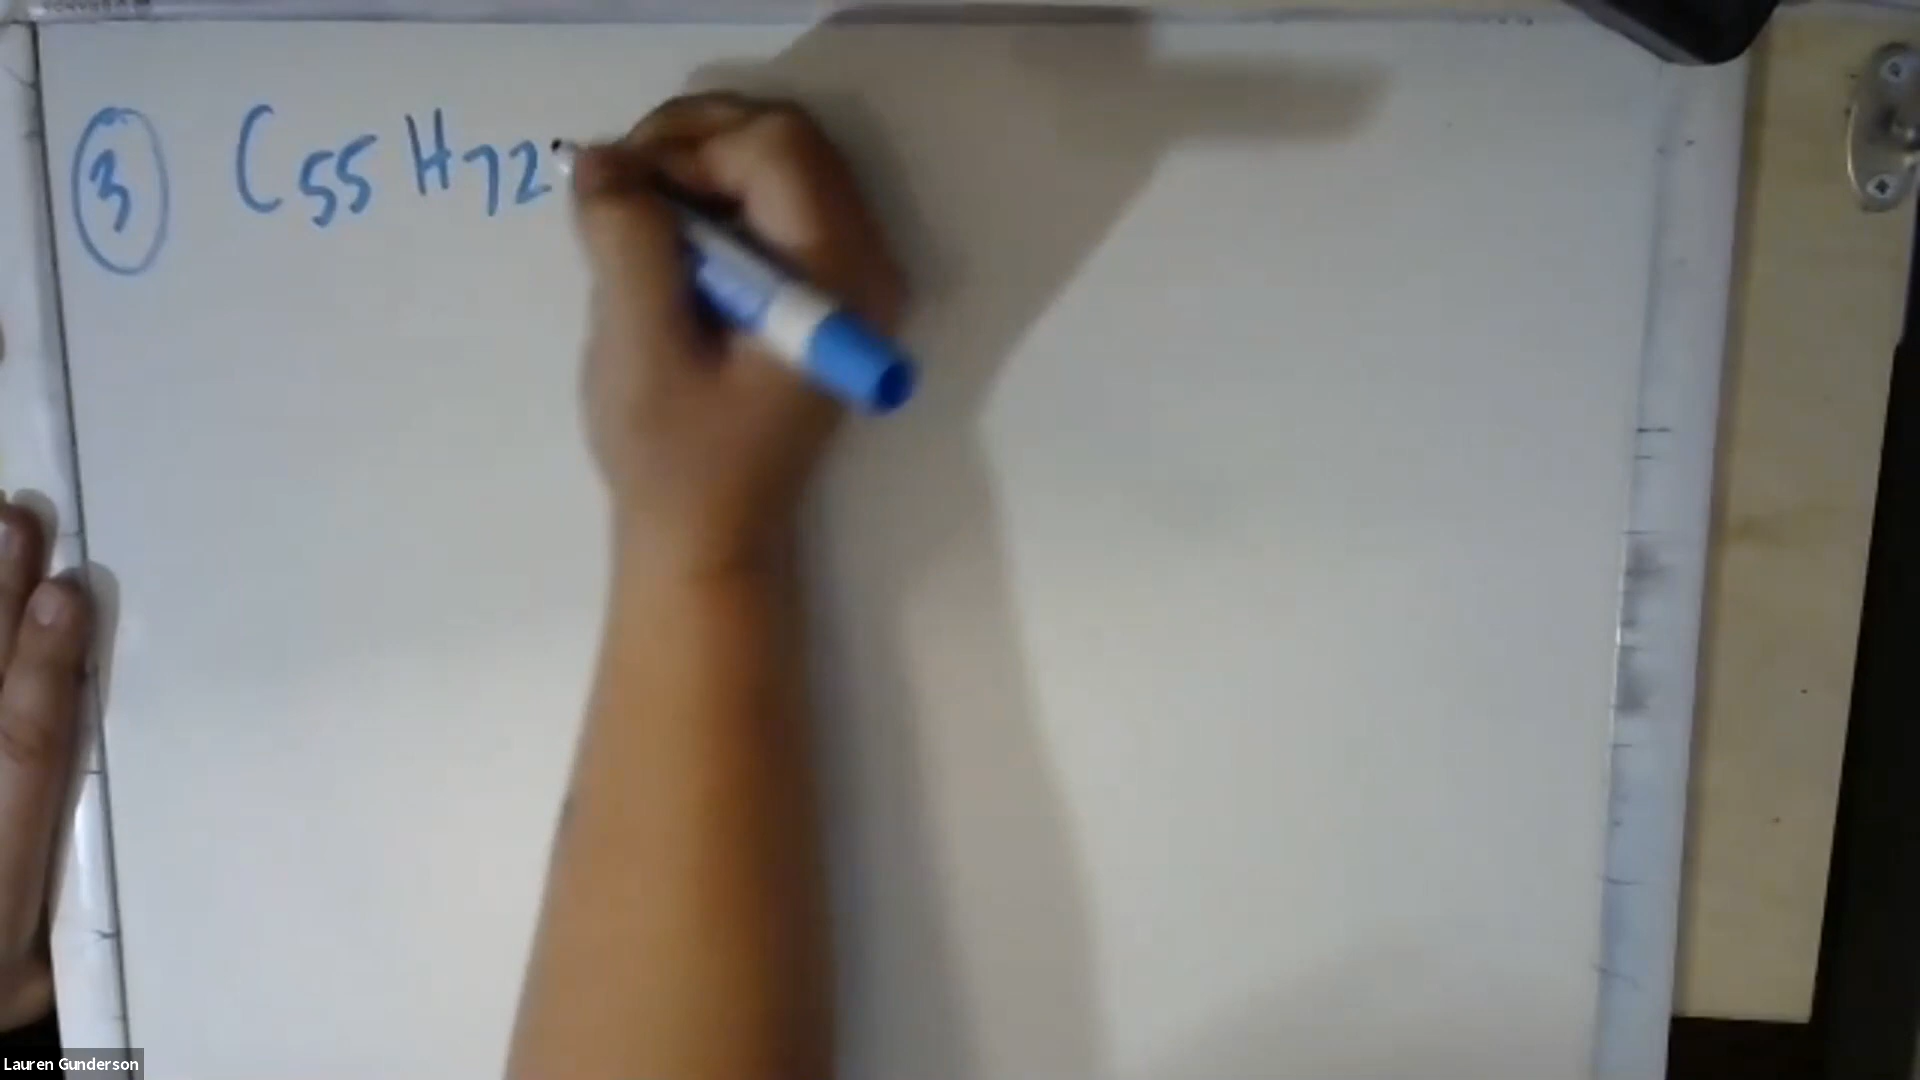 ③ C₅₅H₇₂
Lauren Gunderson